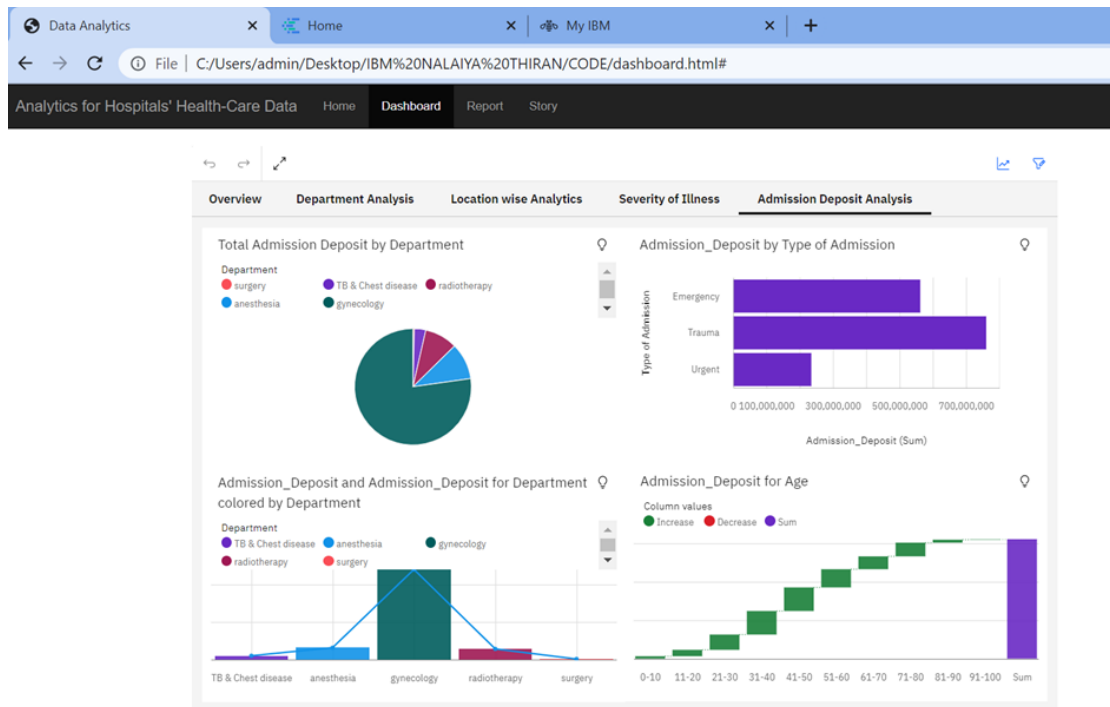 Data Analytics
Home
My IBM
File
C:/Users/admin/Desktop/IBM%20NALAIYA%20THIRAN/CODE/dashboard.html#
Analytics for Hospitals' Health-Care Data
Home
Dashboard
Report
Story
Overview
Department Analysis
Location wise Analytics
Severity of Illness
Admission Deposit Analysis
Total Admission Deposit by Department
Department
surgery
TB & Chest disease
radiotherapy
anesthesia
gynecology
Admission_Deposit by Type of Admission
Type of Admission
Emergency
Trauma
Urgent
0 100,000,000 300,000,000 500,000,000 700,000,000
Admission_Deposit (Sum)
Admission_Deposit and Admission_Deposit for Department
colored by Department
Department
TB & Chest disease
anesthesia
gynecology
radiotherapy
surgery
TB & Chest disease anesthesia gynecology radiotherapy surgery
Admission_Deposit for Age
Column values
Increase
Decrease
Sum
0-10 11-20 21-30 31-40 41-50 51-60 61-70 71-80 81-90 91-100 Sum